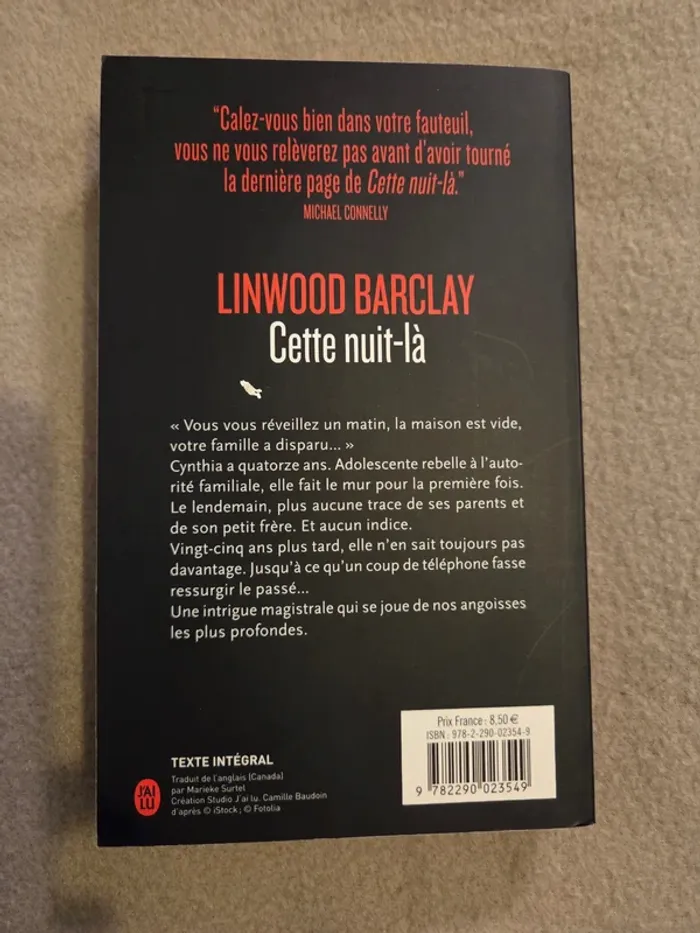 “Calez-vous bien dans votre fauteuil,
vous ne vous relèverez pas avant d’avoir tourné
la dernière page de Cette nuit-là.”
MICHAEL CONNELLY
LINWOOD BARCLAY
Cette nuit-là
« Vous vous réveillez un matin, la maison est vide,
votre famille a disparu... »
Cynthia a quatorze ans. Adolescente rebelle à l’auto-
rité familiale, elle fait le mur pour la première fois.
Le lendemain, plus aucune trace de ses parents et
de son petit frère. Et aucun indice.
Vingt-cinq ans plus tard, elle n’en sait toujours pas
davantage. Jusqu’à ce qu’un coup de téléphone fasse
ressurgir le passé...
Une intrigue magistrale qui se joue de nos angoisses
les plus profondes.
Prix France : 8,50 €
ISBN : 978-2-290-02354-9
9 782290 023549
TEXTE INTÉGRAL
Traduit de l’anglais (Canada)
par Marieke Surtel
Création Studio J’ai lu. Camille Baudoin
d’après © iStock ; © Fotolia
J’AI
LU